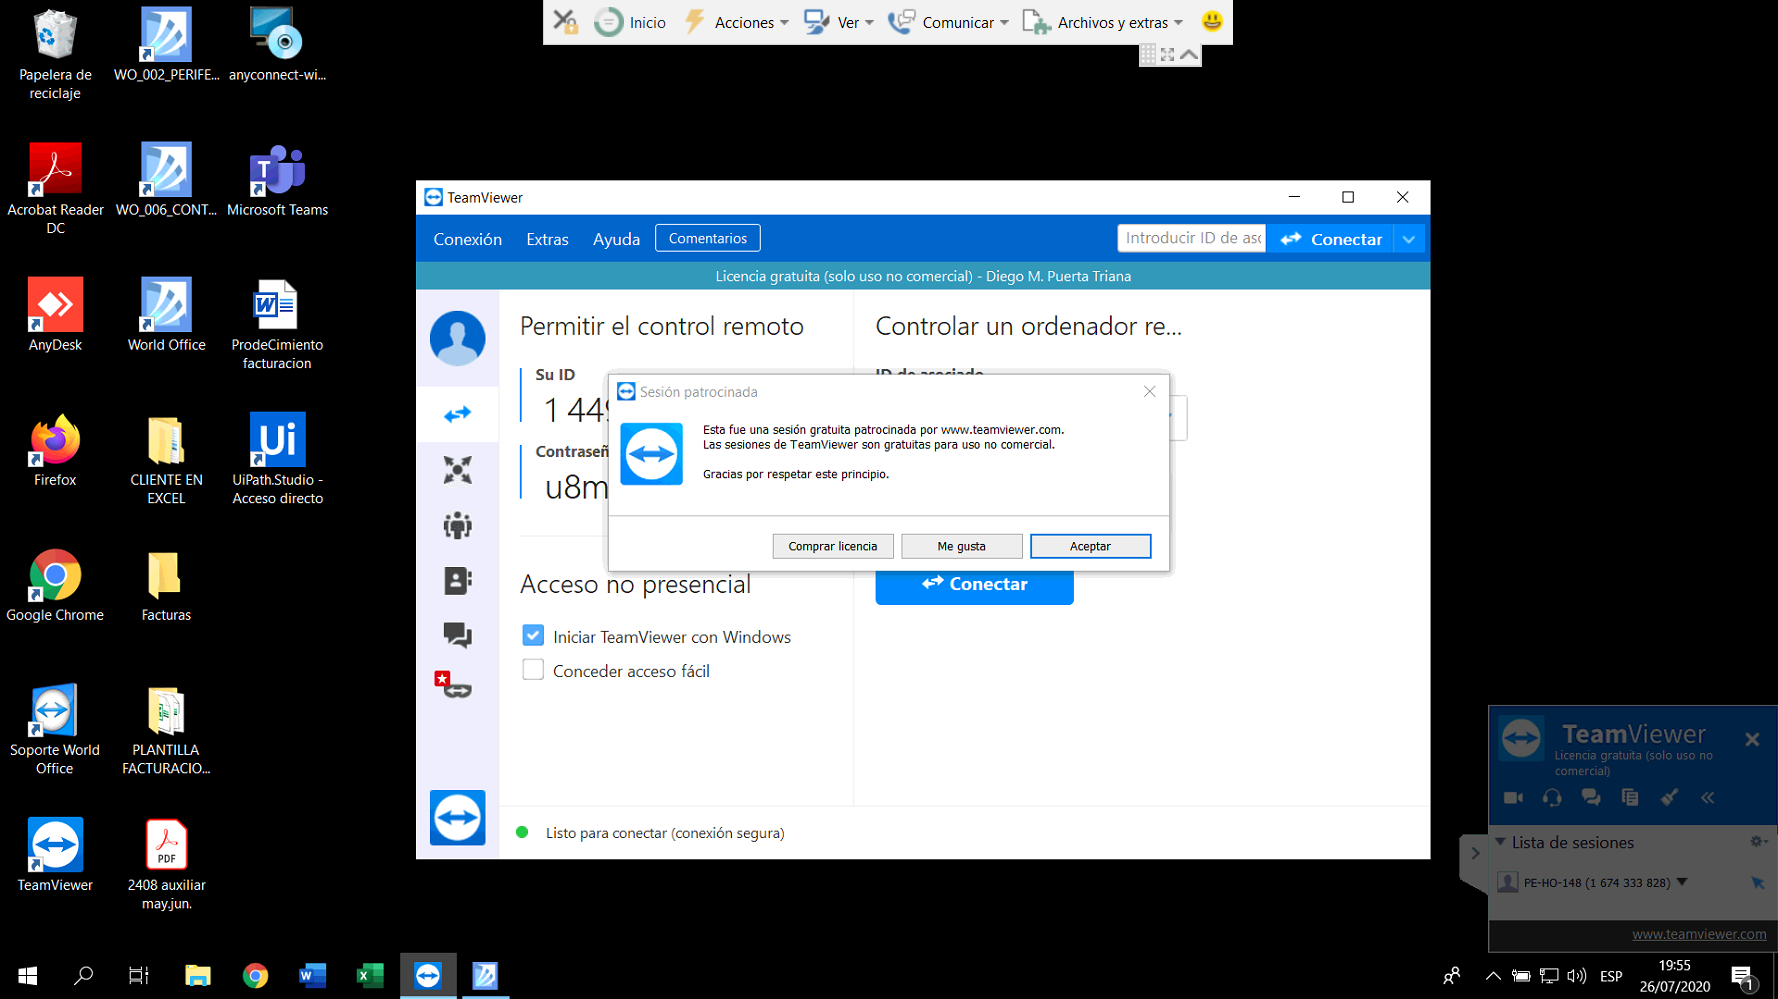 Inicio
Acciones
Ver
Comunicar
Archivos y extras
Papelera de
reciclaje
WO_002_PERIFE...
anyconnect-wi...
Acrobat Reader
DC
WO_006_CONT...
Microsoft Teams
AnyDesk
World Office
ProdeCimiento
facturacion
Firefox
CLIENTE EN
EXCEL
UiPath.Studio -
Acceso directo
Google Chrome
Facturas
Soporte World
Office
PLANTILLA
FACTURACIO...
TeamViewer
2408 auxiliar
may.jun.
TeamViewer
Conexión
Extras
Ayuda
Comentarios
Introducir ID de
Conectar
Licencia gratuita (solo uso no comercial) - Diego M. Puerta Triana
Permitir el control remoto
Controlar un ordenador re...
Su ID
ID de asociado
1 449
Contraseñ
u8m
Sesión patrocinada
Esta fue una sesión gratuita patrocinada por www.teamviewer.com.
Las sesiones de TeamViewer son gratuitas para uso no comercial.
Gracias por respetar este principio.
Comprar licencia
Me gusta
Aceptar
Conectar
Acceso no presencial
Iniciar TeamViewer con Windows
Conceder acceso fácil
Listo para conectar (conexión segura)
TeamViewer
Licencia gratuita (solo uso no
comercial)
Lista de sesiones
PE-HO-148 (1 674 333 828)
www.teamviewer.com
ESP
19:55
26/07/2020
1